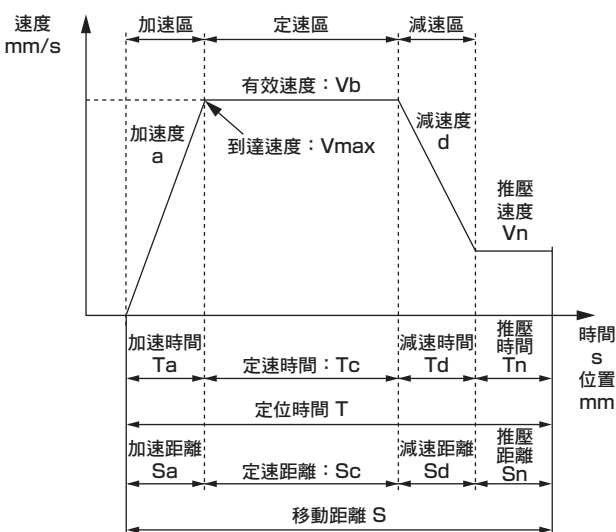 速度
mm/s
加速區
定速區
減速區
有效速度：Vb
加速度
a
到達速度：Vmax
減速度
d
推壓
速度
Vn
加速時間
Ta
定速時間：Tc
減速時間
Td
推壓
時間
Tn
時間
s
位置
mm
定位時間 T
加速距離
Sa
定速距離：Sc
減速距離
Sd
推壓
距離
Sn
移動距離 S